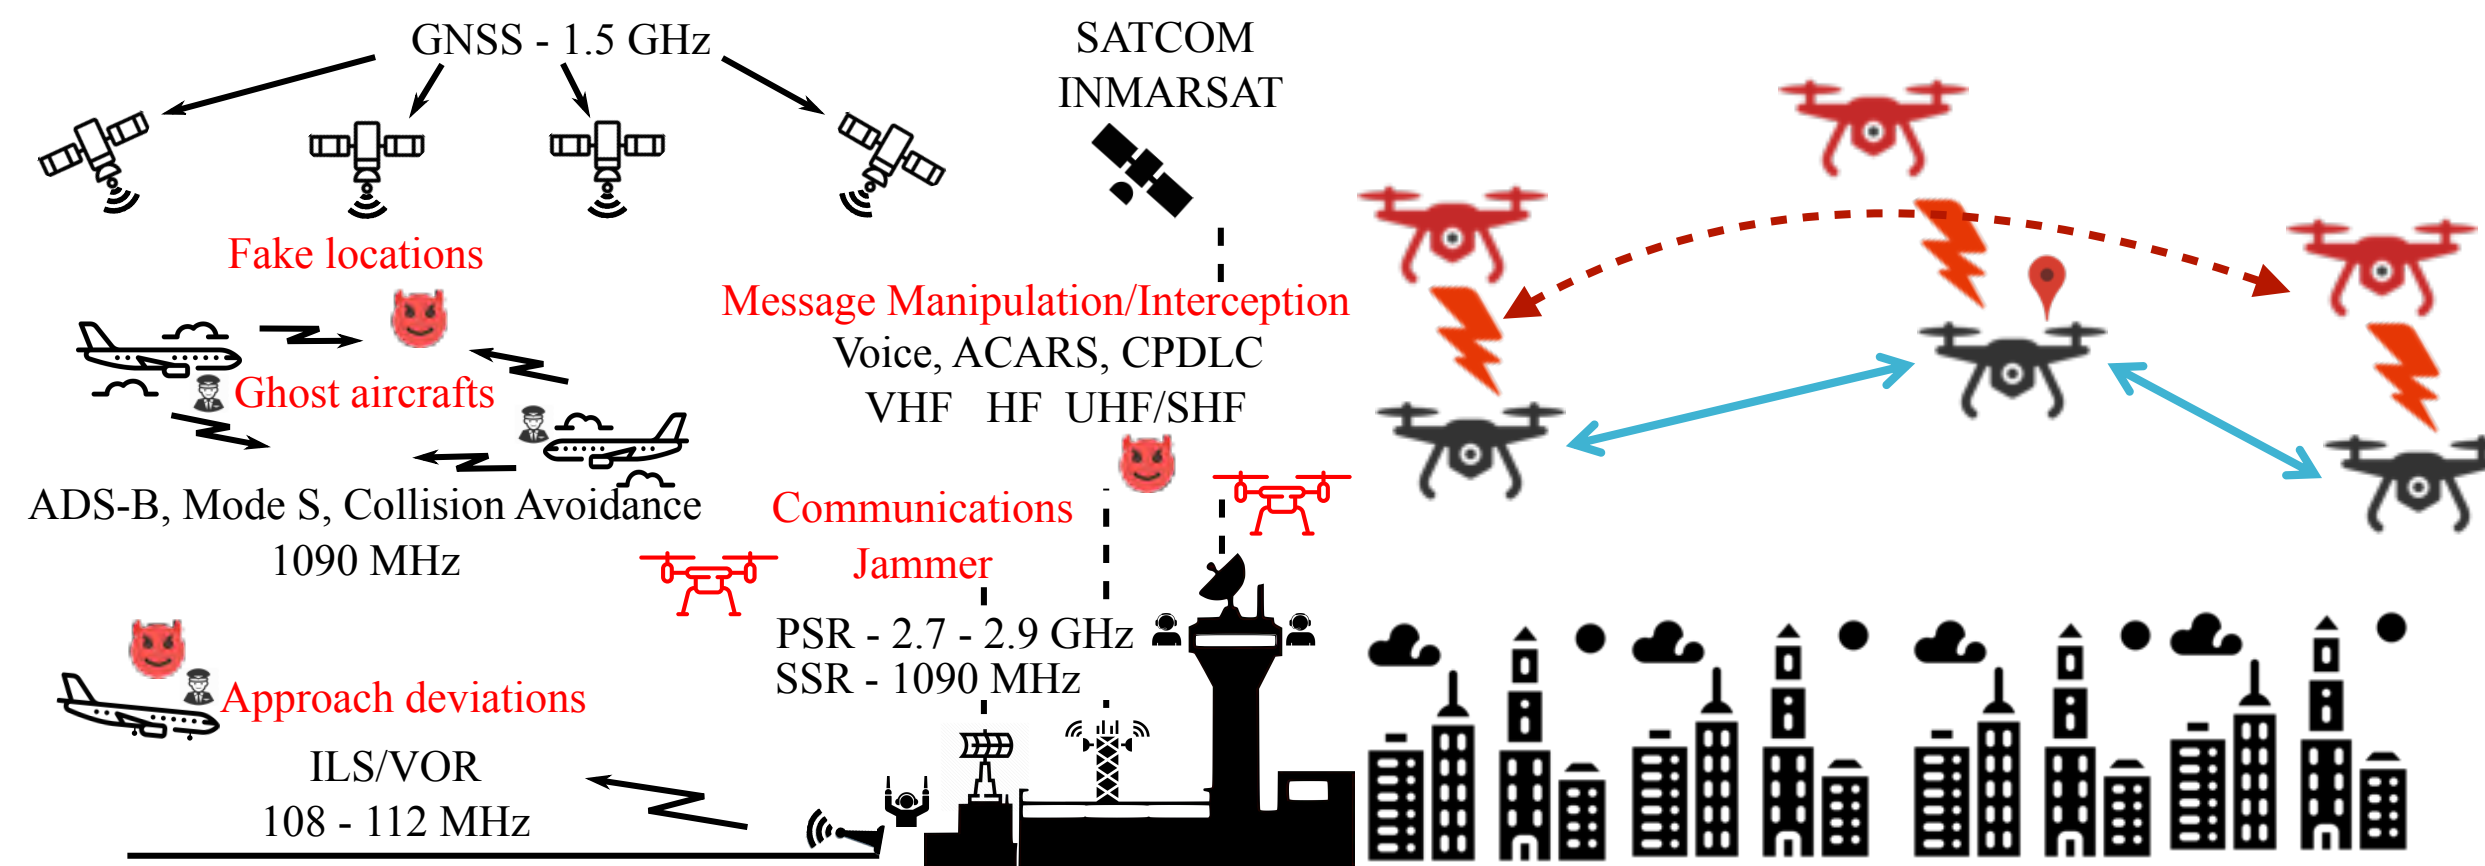 GNSS - 1.5 GHz
SATCOM
INMARSAT
Fake locations
Message Manipulation/Interception
Voice, ACARS, CPDLC
VHF HF UHF/SHF
Ghost aircrafts
ADS-B, Mode S, Collision Avoidance
1090 MHz
Communications
Jammer
PSR - 2.7 - 2.9 GHz
SSR - 1090 MHz
Approach deviations
ILS/VOR
108 - 112 MHz